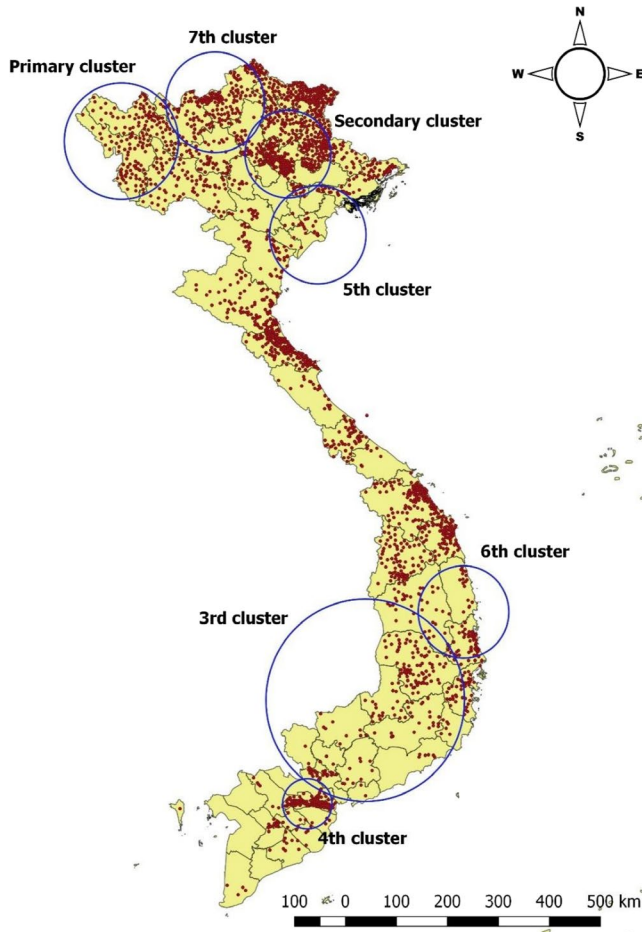 N
7th cluster
Primary cluster
W
E
S
Secondary cluster
5th cluster
6th cluster
3rd cluster
4th cluster
100 0 100 200 300 400 500 km